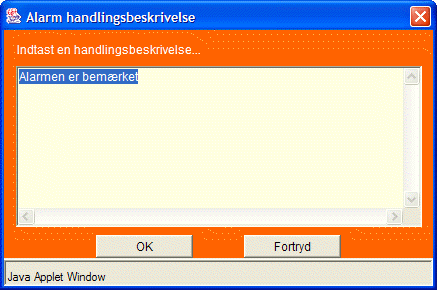 Alarm handlingsbeskrivelse
Indtast en handlingsbeskrivelse...
Alarmen er bemærket
OK Fortryd
Java Applet Window